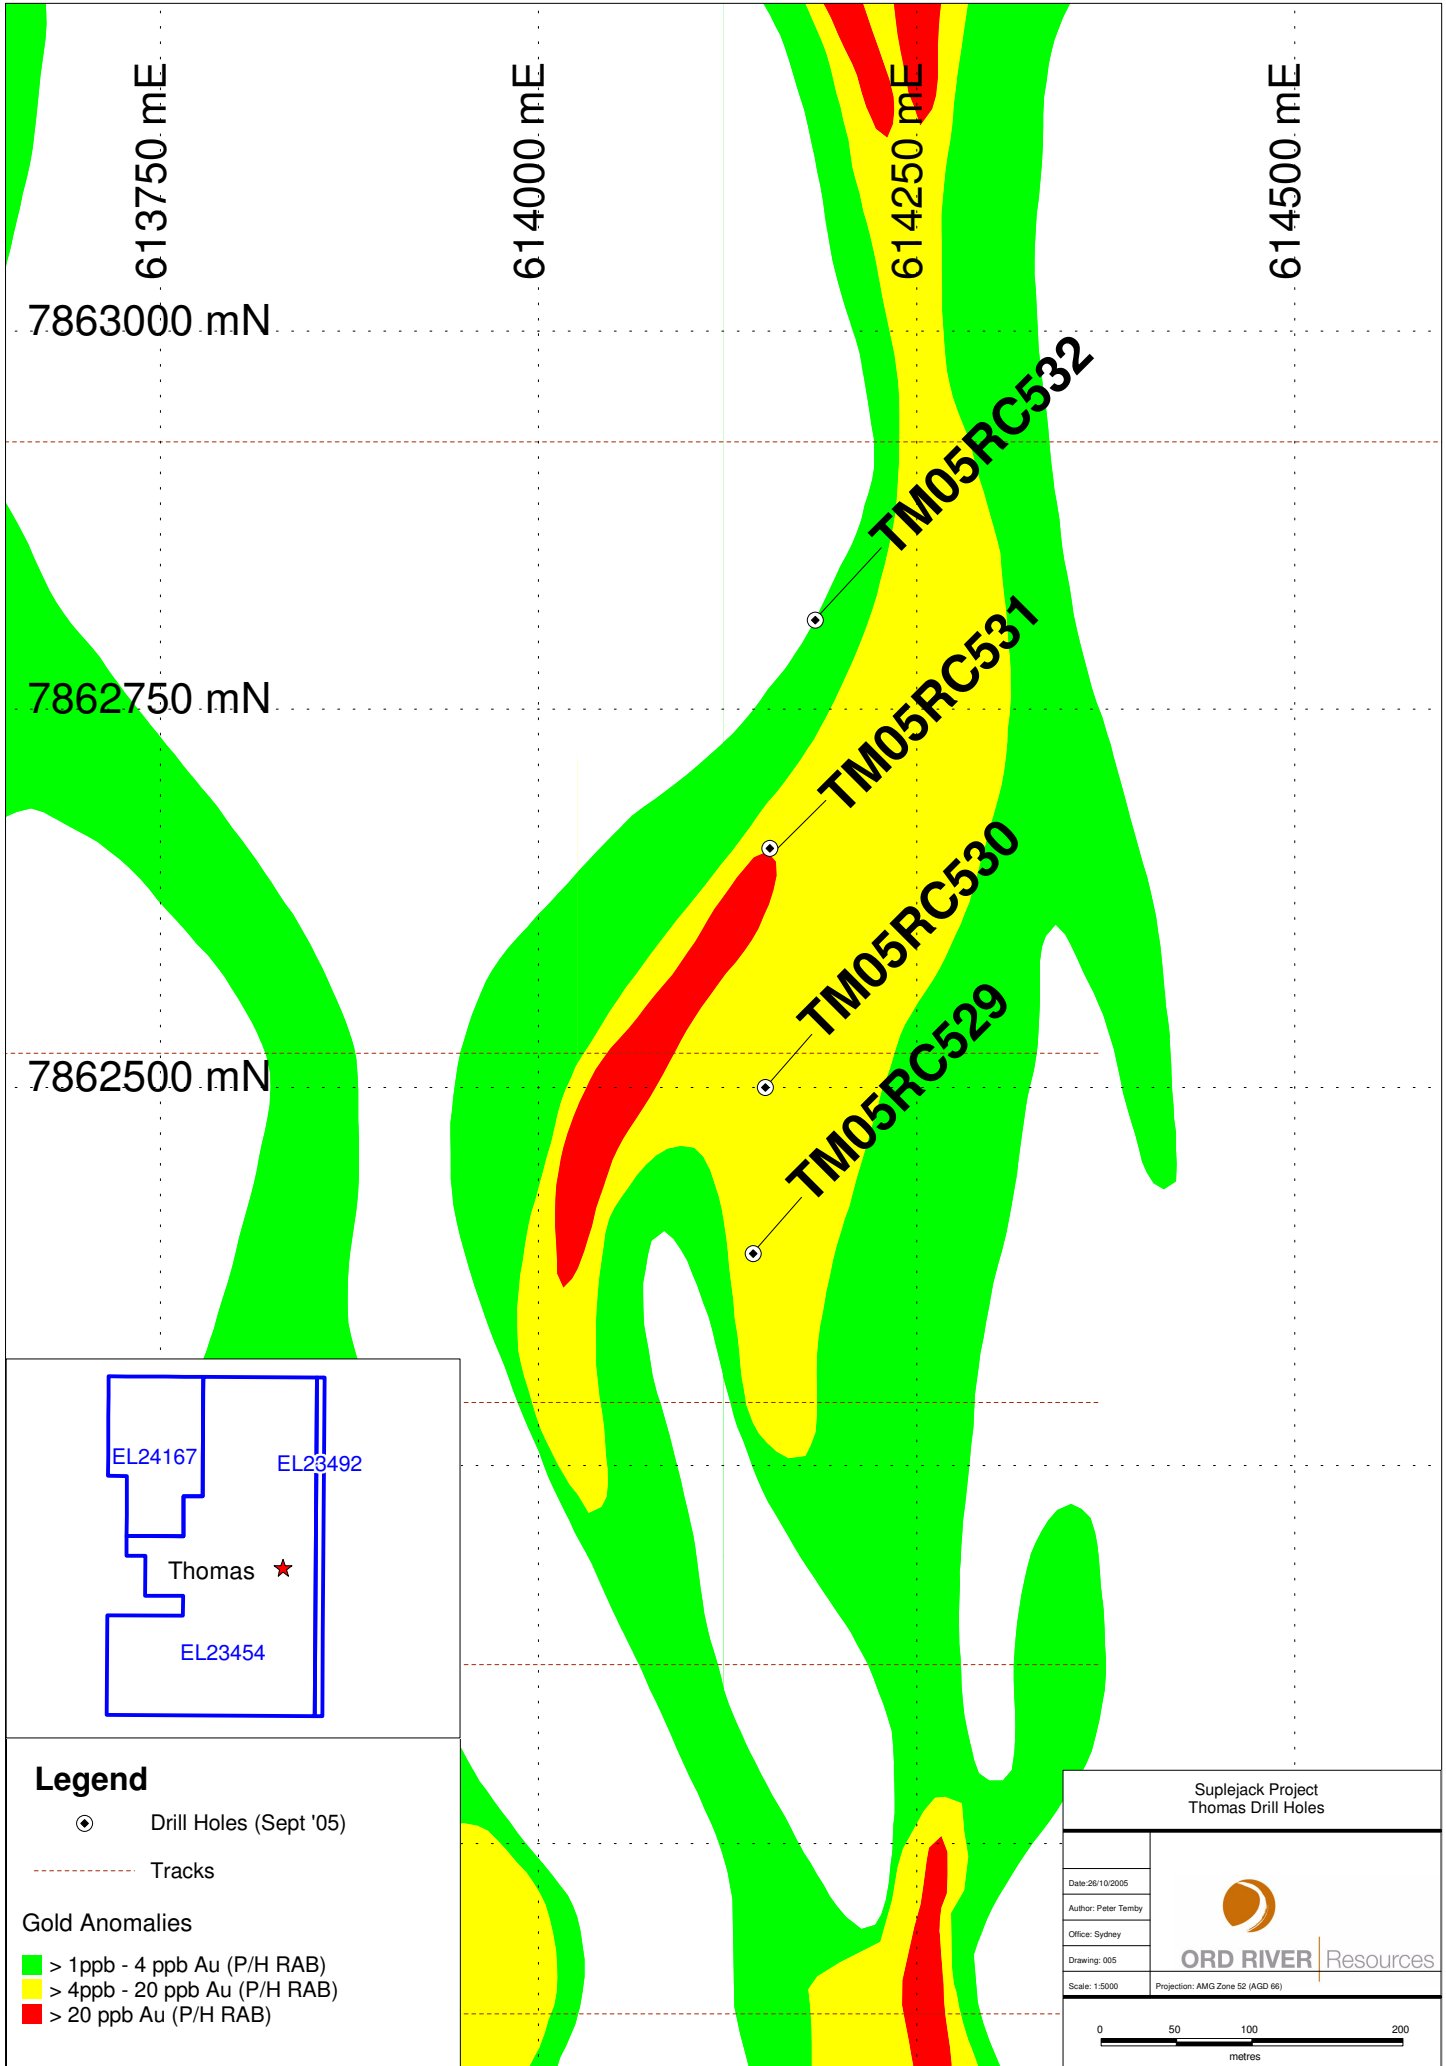 613750 mE
614000 mE
614250 mE
614500 mE
7863000 mN
TM05RC532
7862750 mN
TM05RC531
TM05RC530
7862500 mN
TM05RC529
EL24167
EL23492
Thomas
EL23454
Legend
Drill Holes (Sept '05)
Tracks
Gold Anomalies
> 1ppb - 4 ppb Au (P/H RAB)
> 4ppb - 20 ppb Au (P/H RAB)
> 20 ppb Au (P/H RAB)
Suplejack Project
Thomas Drill Holes
Date:26/10/2005
Author: Peter Temby
Office: Sydney
Drawing: 005
Scale: 1:5000
ORD RIVER Resources
Projection: AMG Zone 52 (AGD 66)
0 50 100 200
metres